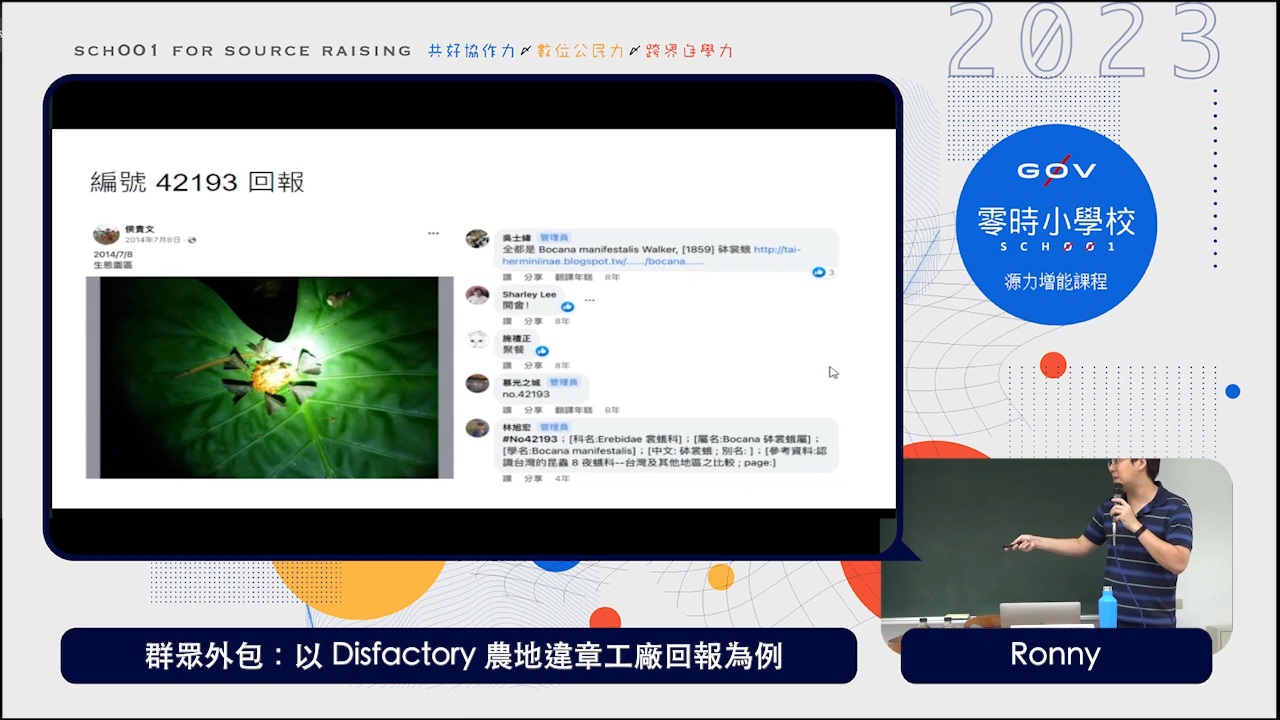 SCH001 FOR SOURCE RAISING 共好協作力〆數位公民力〆跨界自學力
2023
G0V
零時小學校
SCH001
源力增能課程
編號 42193 回報
侯貴文
2014年7月8日
2014/7/8
生態園區
吳士緯 管理員
全都是 Bocana manifestalis Walker, [1859] 砵裳蛾 http://tai-
herminiinae.blogspot.tw/....../bocana......
讚 分享 翻譯年糕 8年
3
Sharley Lee
開會!
讚 分享 8年
施禮正
聚餐
讚 分享 8年
慕光之城 管理員
no.42193
讚 分享 翻譯年糕 8年
林旭宏 管理員
#No42193；[科名:Erebidae 裳蛾科]；[屬名:Bocana 砵裳蛾屬]；
[學名:Bocana manifestalis]；[中文: 砵裳蛾 ; 別名: ]；[參考資料:認
識台灣的昆蟲 8 夜蛾科--台灣及其他地區之比較 ; page:]
讚 分享 4年
群眾外包：以 Disfactory 農地違章工廠回報為例
Ronny